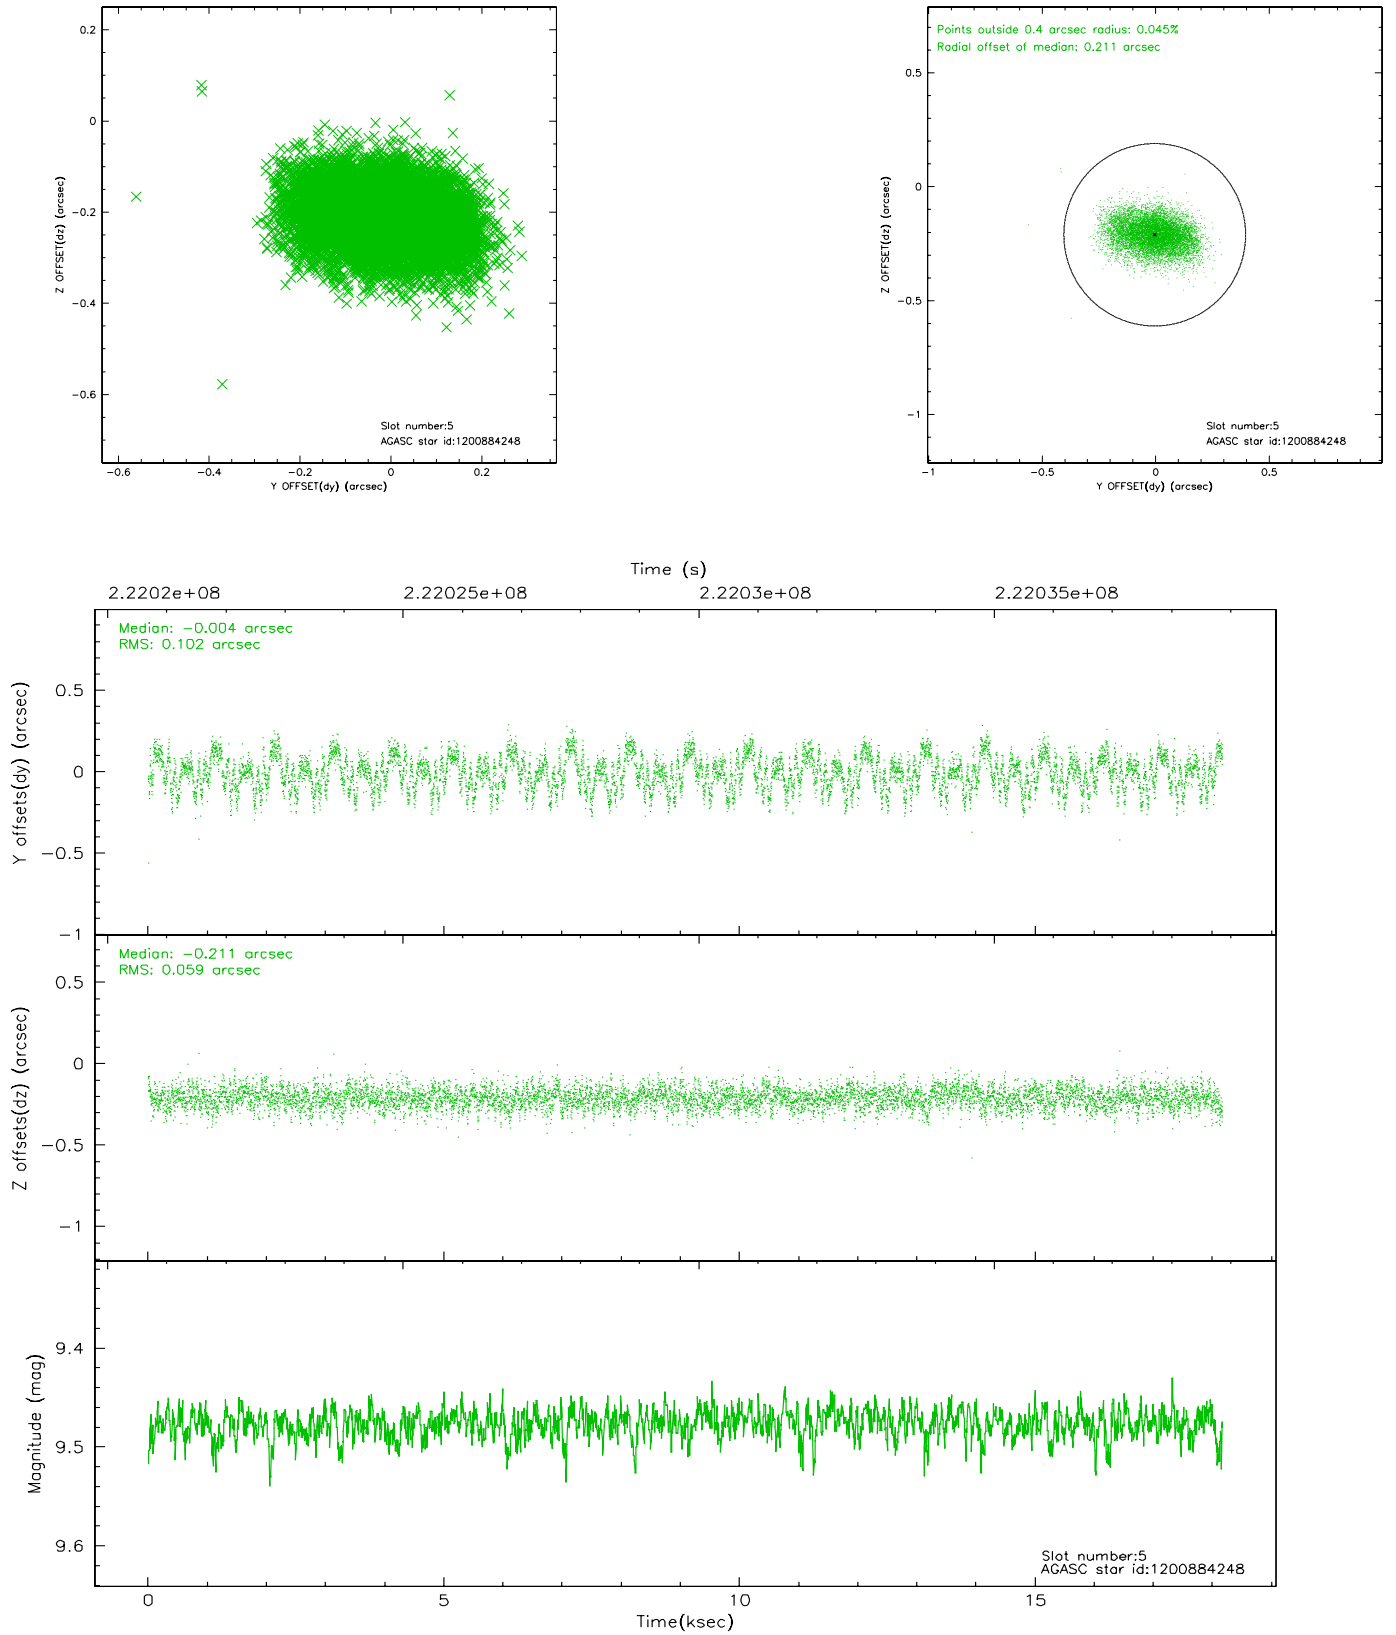 0.2
0
−0.2
−0.4
−0.6
Z OFFSET(dz) (arcsec)
Slot number:5
AGASC star id:1200884248
−0.6 −0.4 −0.2 0 0.2
Y OFFSET(dy) (arcsec)
Points outside 0.4 arcsec radius: 0.045%
Radial offset of median: 0.211 arcsec
0.5
0
−0.5
−1
Z OFFSET(dz) (arcsec)
Slot number:5
AGASC star id:1200884248
−1 −0.5 0 0.5
Y OFFSET(dy) (arcsec)
Time (s)
2.2202e+08 2.22025e+08 2.2203e+08 2.22035e+08
Median: −0.004 arcsec
RMS: 0.102 arcsec
0.5
0
−0.5
−1
Y offsets(dy) (arcsec)
Median: −0.211 arcsec
RMS: 0.059 arcsec
0.5
0
−0.5
−1
Z offsets(dz) (arcsec)
9.4
9.5
9.6
Magnitude (mag)
Slot number:5
AGASC star id:1200884248
0 5 10 15
Time(ksec)